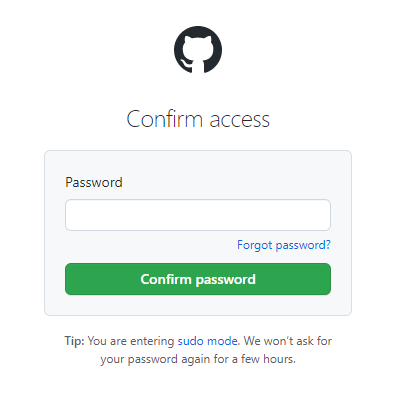 Confirm access
Password
Forgot password?
Confirm password
Tip: You are entering sudo mode. We won't ask for
your password again for a few hours.